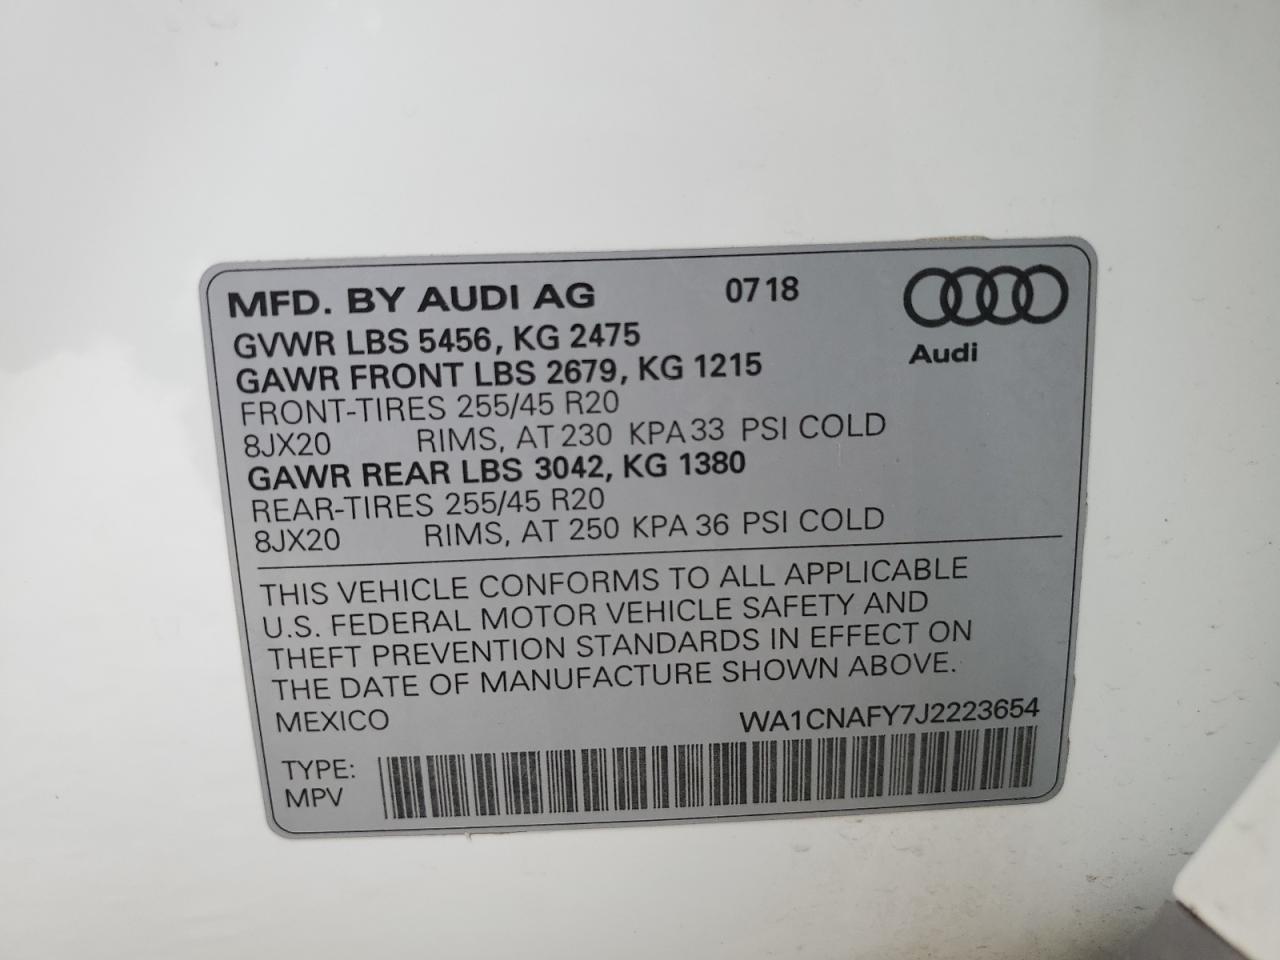 MFD. BY AUDI AG 0718
Audi
GVWR LBS 5456, KG 2475
GAWR FRONT LBS 2679, KG 1215
FRONT-TIRES 255/45 R20
8JX20 RIMS, AT 230 KPA 33 PSI COLD
GAWR REAR LBS 3042, KG 1380
REAR-TIRES 255/45 R20
8JX20 RIMS, AT 250 KPA 36 PSI COLD
THIS VEHICLE CONFORMS TO ALL APPLICABLE
U.S. FEDERAL MOTOR VEHICLE SAFETY AND
THEFT PREVENTION STANDARDS IN EFFECT ON
THE DATE OF MANUFACTURE SHOWN ABOVE.
MEXICO WA1CNAFY7J2223654
TYPE:
MPV